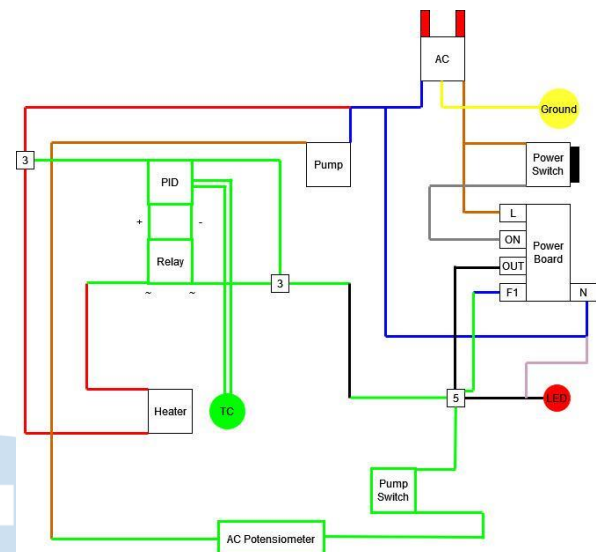 AC
Ground
3
Pump
Power
Switch
PID
L
+
-
ON
Power
Board
Relay
OUT
3
F1
N
~
~
Heater
TC
5
LED
Pump
Switch
AC Potensiometer